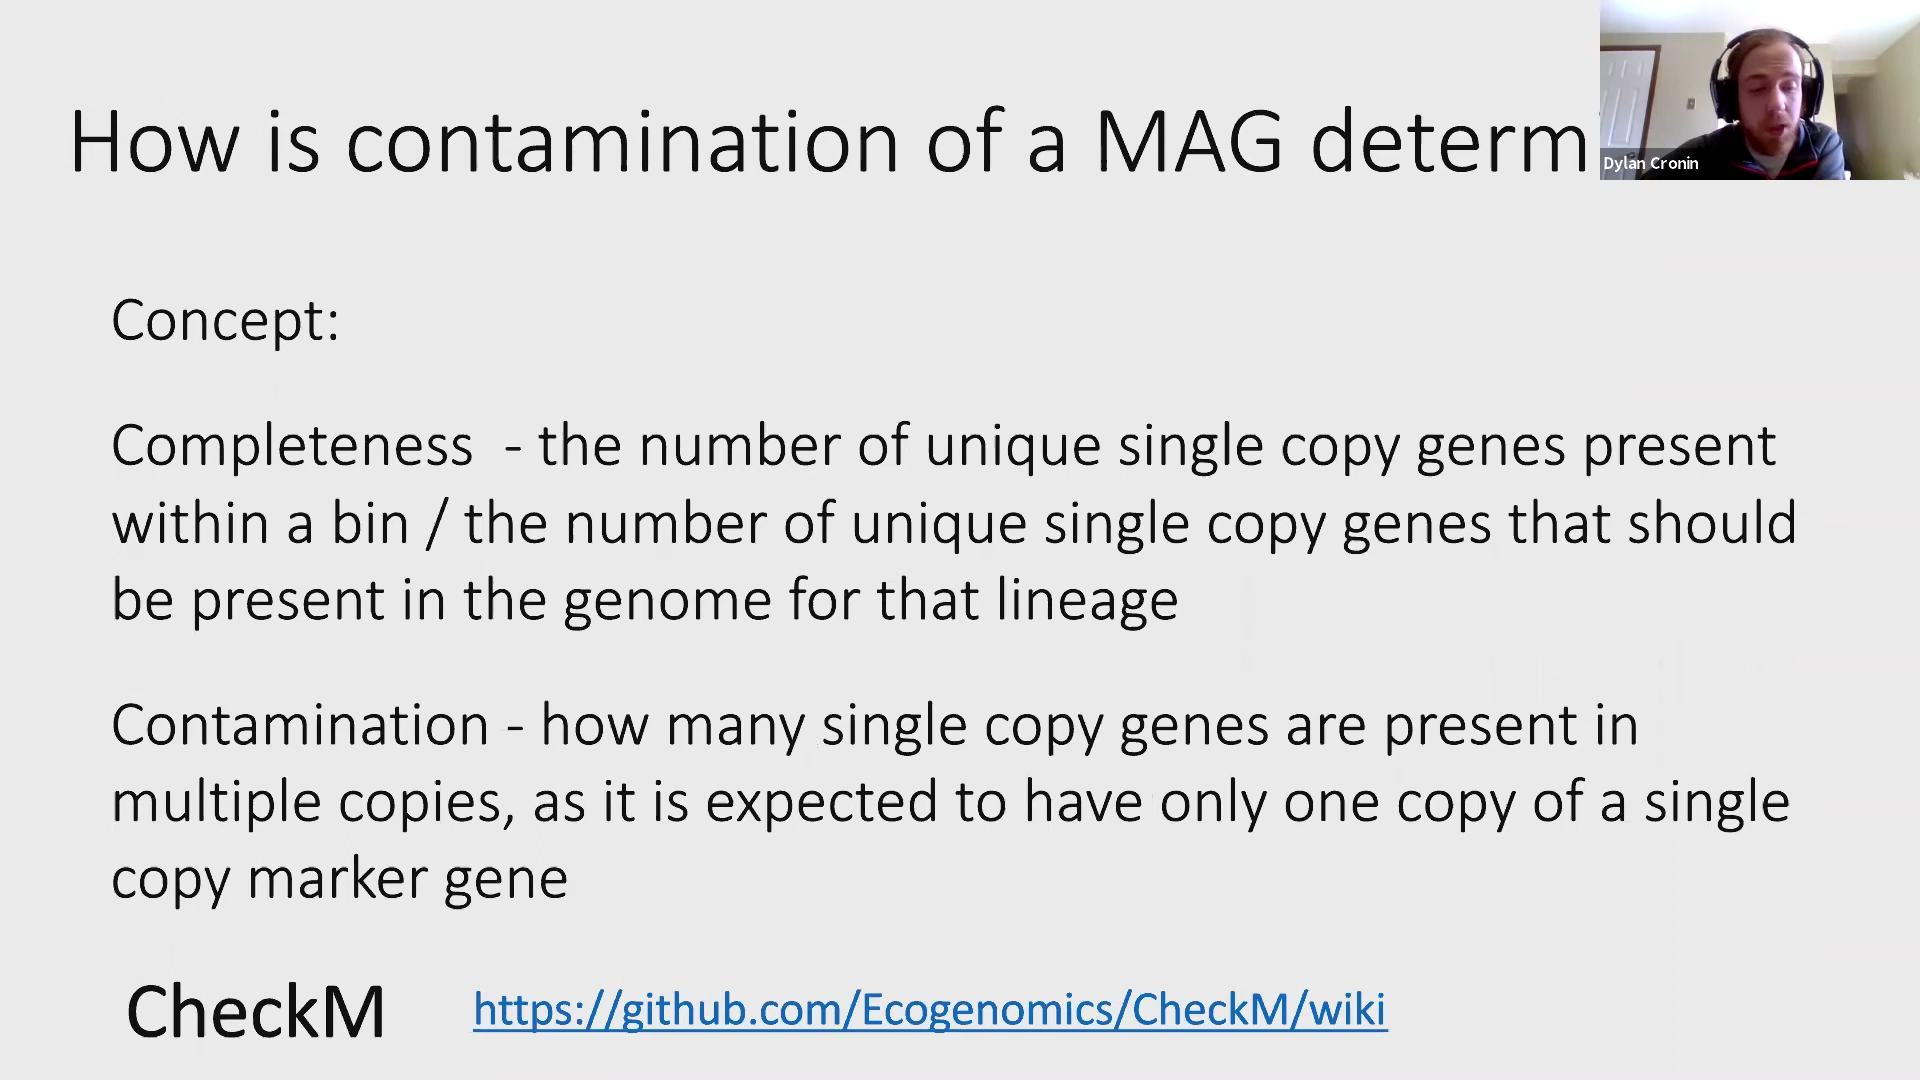 How is contamination of a MAG determ
Dylan Cronin
Concept:
Completeness  - the number of unique single copy genes present
within a bin / the number of unique single copy genes that should
be present in the genome for that lineage
Contamination - how many single copy genes are present in
multiple copies, as it is expected to have only one copy of a single
copy marker gene
CheckM
https://github.com/Ecogenomics/CheckM/wiki